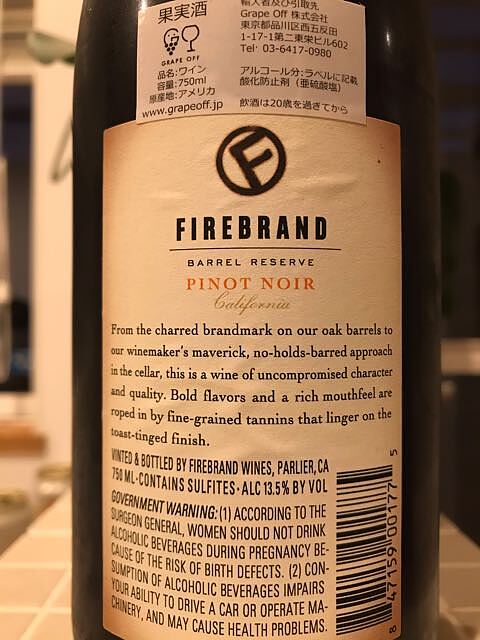 果実酒
GRAPE OFF
品名:ワイン
容量:750ml
原産地:アメリカ
www.grapeoff.jp
輸入者及び引取先
Grape Off 株式会社
東京都品川区西五反田
1-17-1第二東栄ビル602
Tel· 03-6417-0980
アルコール分:ラベルに記載
酸化防止剤（亜硫酸塩)
飲酒は20歳を過ぎてから
F
FIREBRAND
BARREL RESERVE
PINOT NOIR
California
From the charred brandmark on our oak barrels to
our winemaker's maverick, no-holds-barred approach
in the cellar, this is a wine of uncompromised character
and quality. Bold flavors and a rich mouthfeel are
roped in by fine-grained tannins that linger on the
toast-tinged finish.
VINTED & BOTTLED BY FIREBRAND WINES, PARLIER, CA
750 ML·CONTAINS SULFITES·ALC 13.5% BY VOL
GOVERNMENT WARNING: (1) ACCORDING TO THE
SURGEON GENERAL, WOMEN SHOULD NOT DRINK
ALCOHOLIC BEVERAGES DURING PREGNANCY BE-
CAUSE OF THE RISK OF BIRTH DEFECTS. (2) CON-
SUMPTION OF ALCOHOLIC BEVERAGES IMPAIRS
YOUR ABILITY TO DRIVE A CAR OR OPERATE MA-
CHINERY, AND MAY CAUSE HEALTH PROBLEMS.
8 47159 00177 5